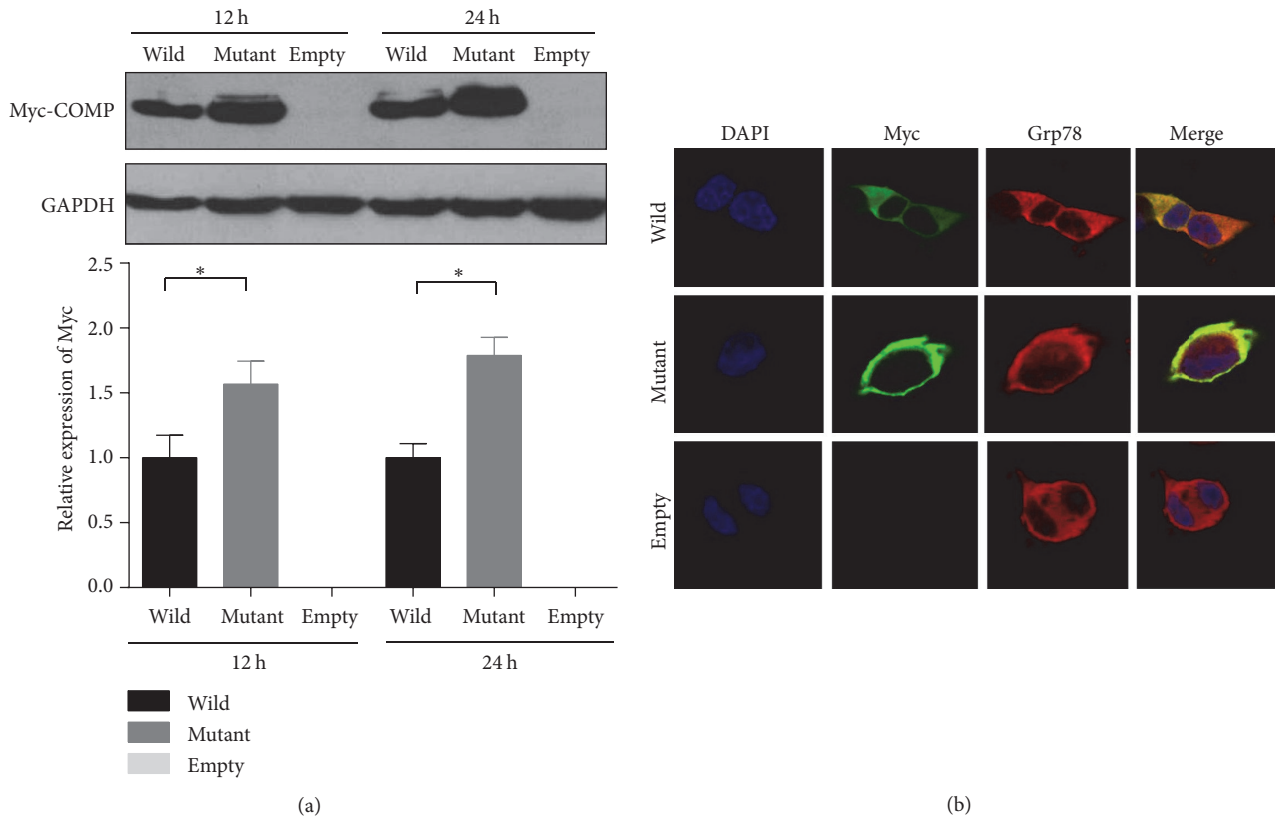 12 h 24 h
Wild Mutant Empty Wild Mutant Empty
Myc-COMP
GAPDH
2.5
2.0
1.5
1.0
0.5
0.0
Relative expression of Myc
* *
Wild Mutant Empty Wild Mutant Empty
12 h 24 h
Wild
Mutant
Empty
(a)
DAPI Myc Grp78 Merge
Wild
Mutant
Empty
(b)